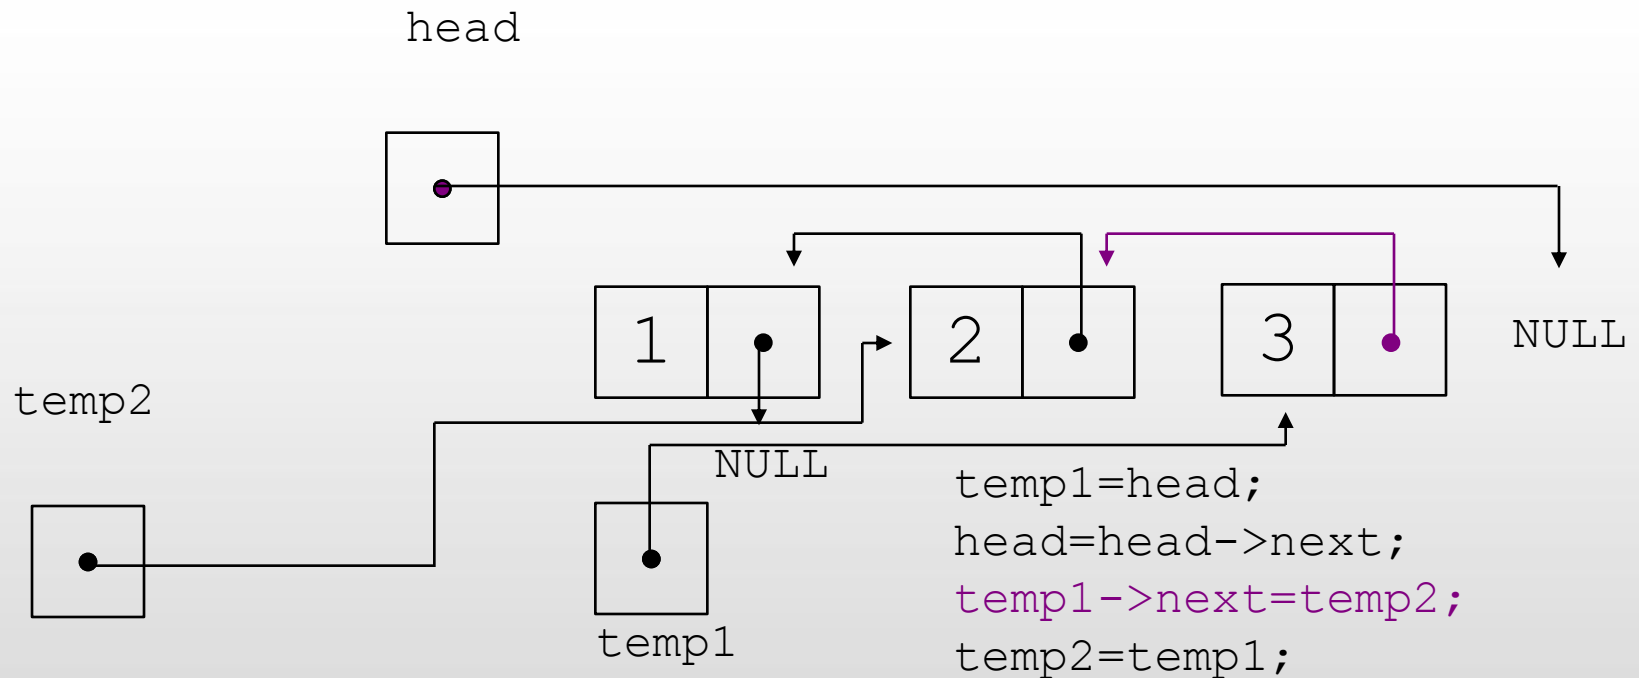 head
1
2
3
NULL
temp2
NULL
temp1=head;
head=head->next;
temp1->next=temp2;
temp1
temp2=temp1;